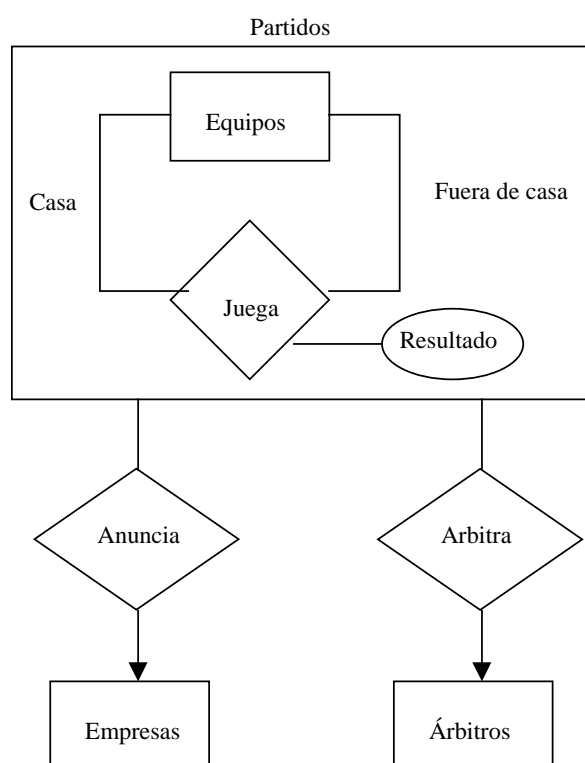 Partidos
Equipos
Casa
Fuera de casa
Juega
Resultado
Anuncia
Arbitra
Empresas
Árbitros